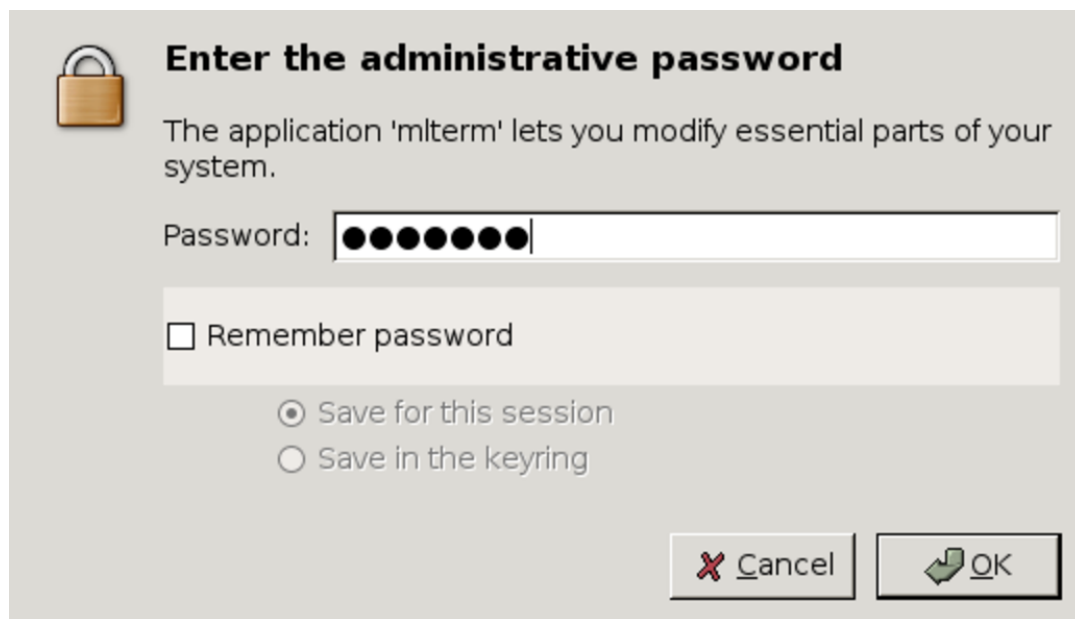 Enter the administrative password
The application 'mlterm' lets you modify essential parts of your
system.
Password: ●●●●●●●
Remember password
Save for this session
Save in the keyring
Cancel OK